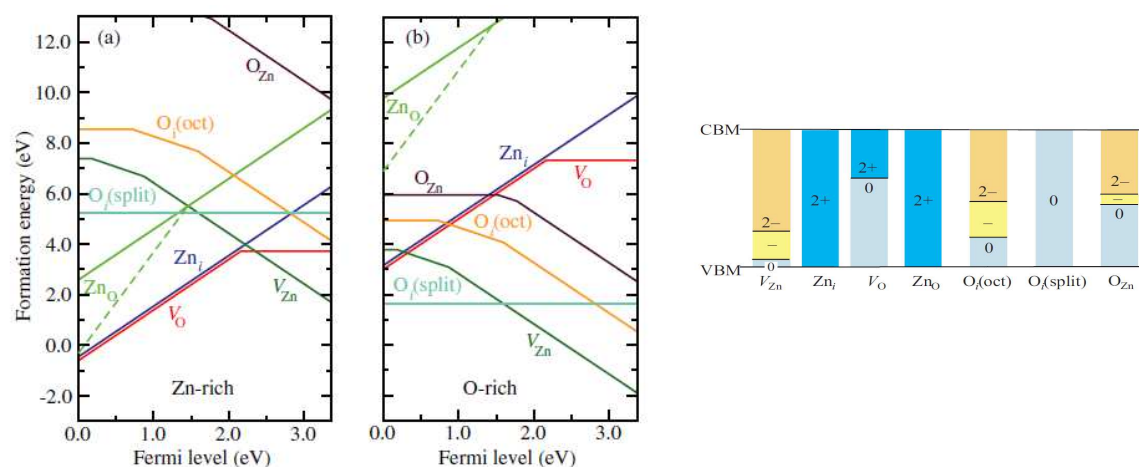 (a)
Formation energy (eV)
12.0
10.0
8.0
6.0
4.0
2.0
0.0
-2.0
O_Zn
O_i(oct)
O_i(split)
Zn_O
Zn_i
V_O
V_Zn
Zn-rich
0.0 1.0 2.0 3.0
Fermi level (eV)
(b)
Zn_O
Zn_i
V_O
O_Zn
O_i(oct)
O_i(split)
V_Zn
O-rich
0.0 1.0 2.0 3.0
Fermi level (eV)
CBM
VBM
2−
−
0
2+
2+
0
2+
2−
−
0
0
2−
−
0
V_Zn Zn_i V_O Zn_O O_i(oct) O_i(split) O_Zn